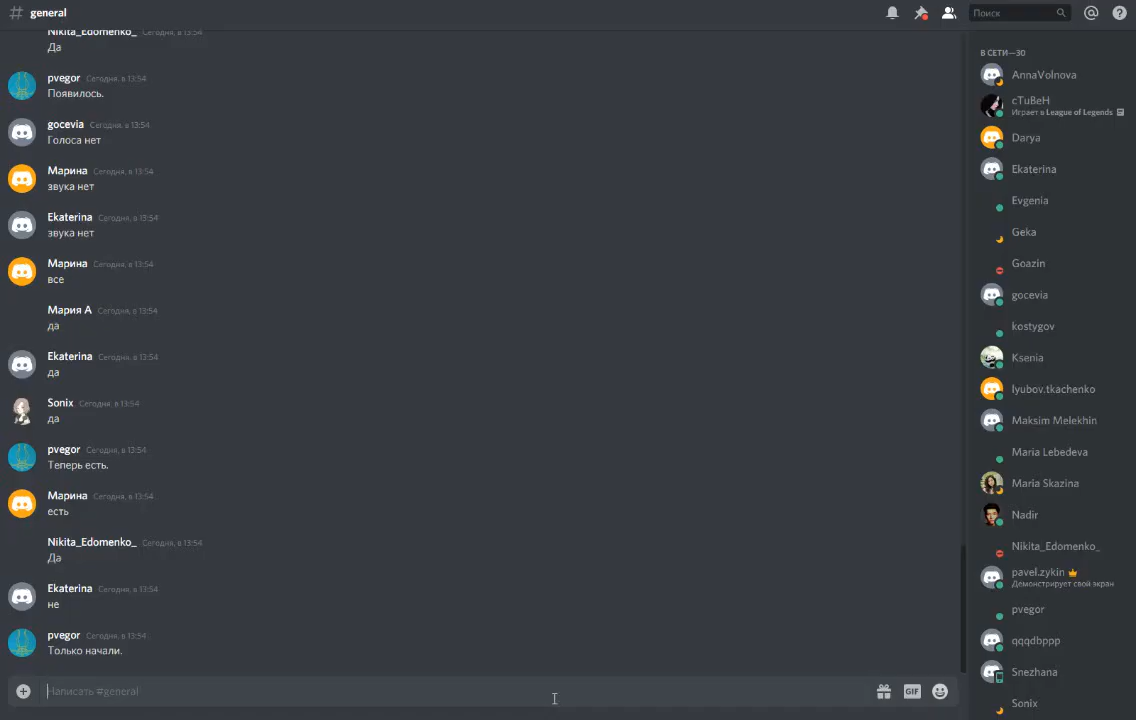 general
Поиск
Nikita_Edomenko_ Сегодня, в 13:54
Да
pvegor Сегодня, в 13:54
Появилось.
gocevia Сегодня, в 13:54
Голоса нет
Марина Сегодня, в 13:54
звука нет
Ekaterina Сегодня, в 13:54
звука нет
Марина Сегодня, в 13:54
все
Мария А Сегодня, в 13:54
да
Ekaterina Сегодня, в 13:54
да
Sonix Сегодня, в 13:54
да
pvegor Сегодня, в 13:54
Теперь есть.
Марина Сегодня, в 13:54
есть
Nikita_Edomenko_ Сегодня, в 13:54
Да
Ekaterina Сегодня, в 13:54
не
pvegor Сегодня, в 13:54
Только начали.
Написать #general
GIF
В СЕТИ—30
AnnaVolnova
cTuBeH
Играет в League of Legends
Darya
Ekaterina
Evgenia
Geka
Goazin
gocevia
kostygov
Ksenia
lyubov.tkachenko
Maksim Melekhin
Maria Lebedeva
Maria Skazina
Nadir
Nikita_Edomenko_
pavel.zykin
Демонстрирует свой экран
pvegor
qqqdbppp
Snezhana
Sonix